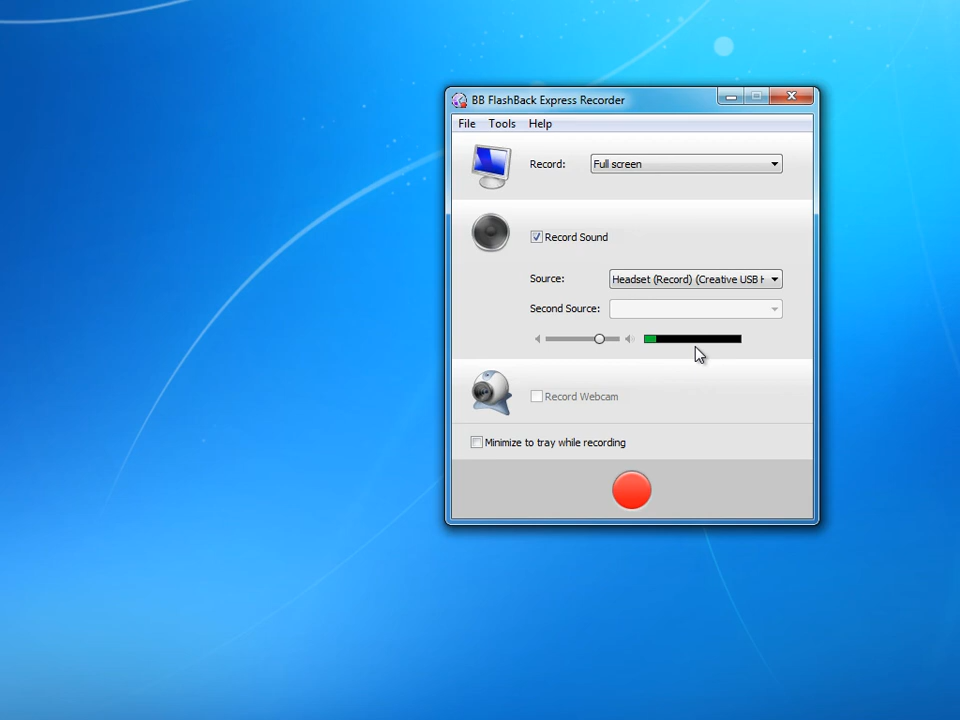 BB FlashBack Express Recorder
File Tools Help
Record: Full screen
Record Sound
Source: Headset (Record) (Creative USB H
Second Source:
Record Webcam
Minimize to tray while recording